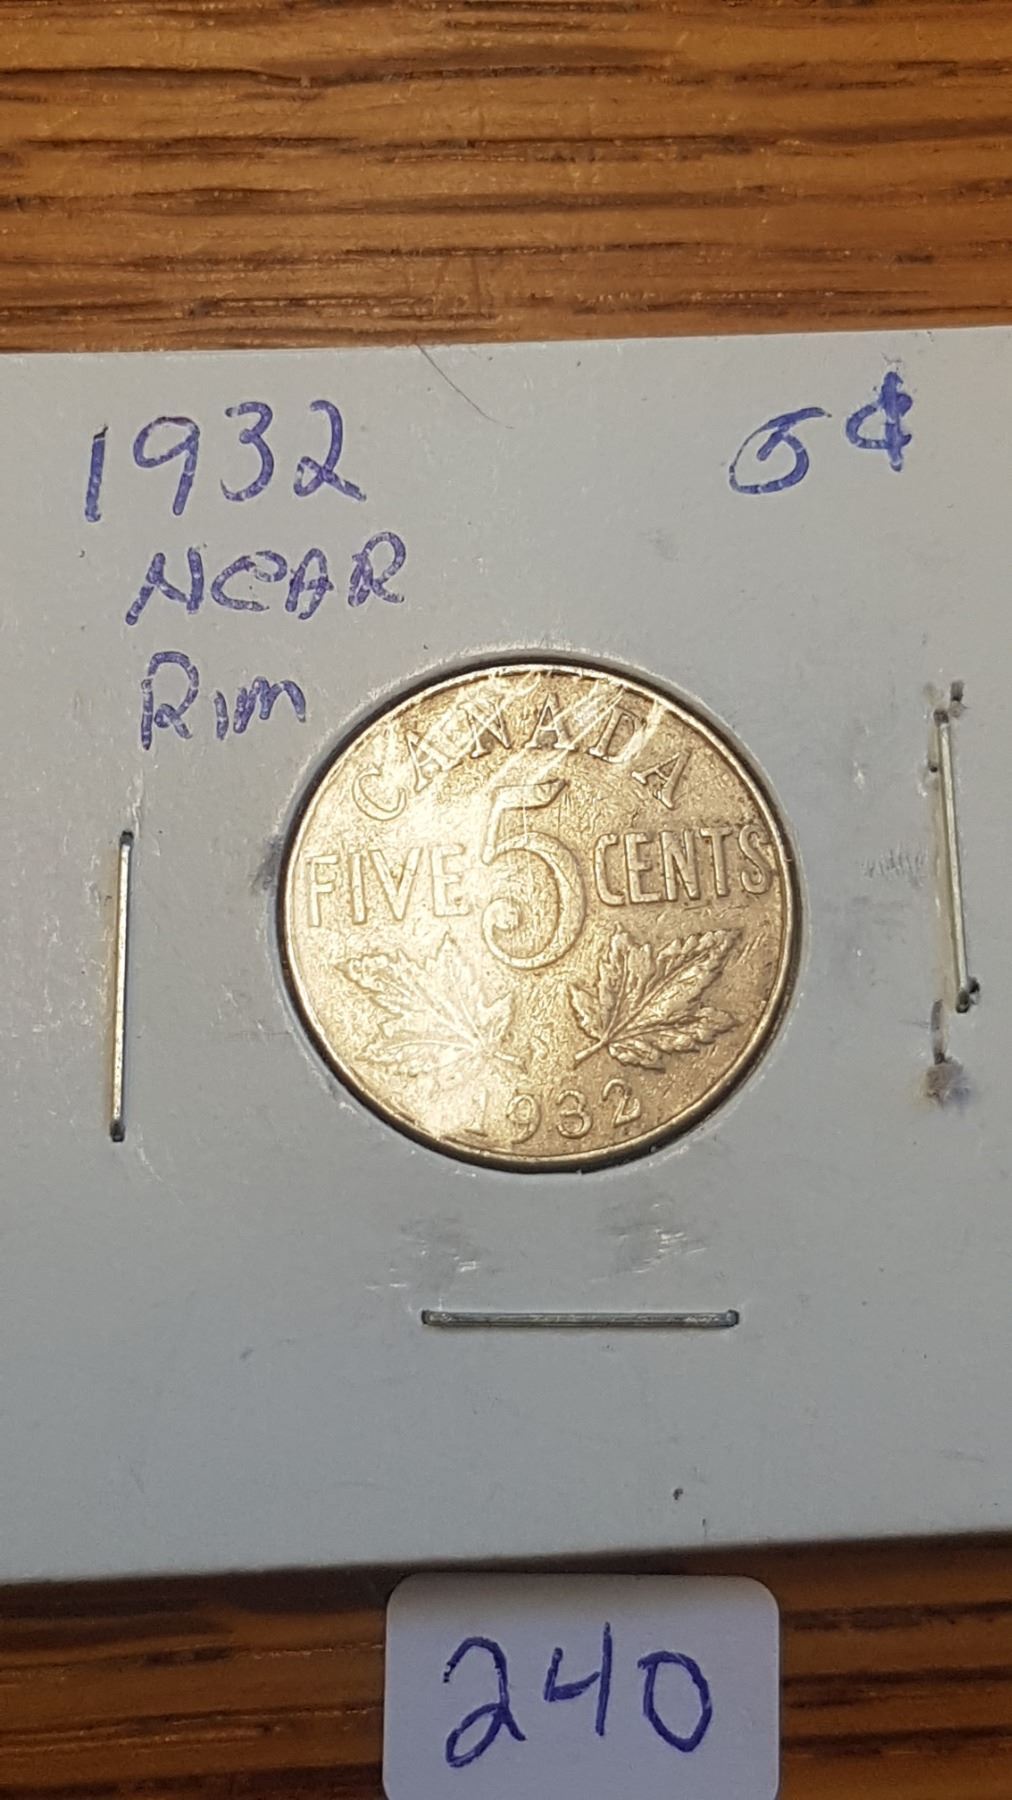 1932 5¢
NEAR
RIM
CANADA
FIVE 5 CENTS
1932
240